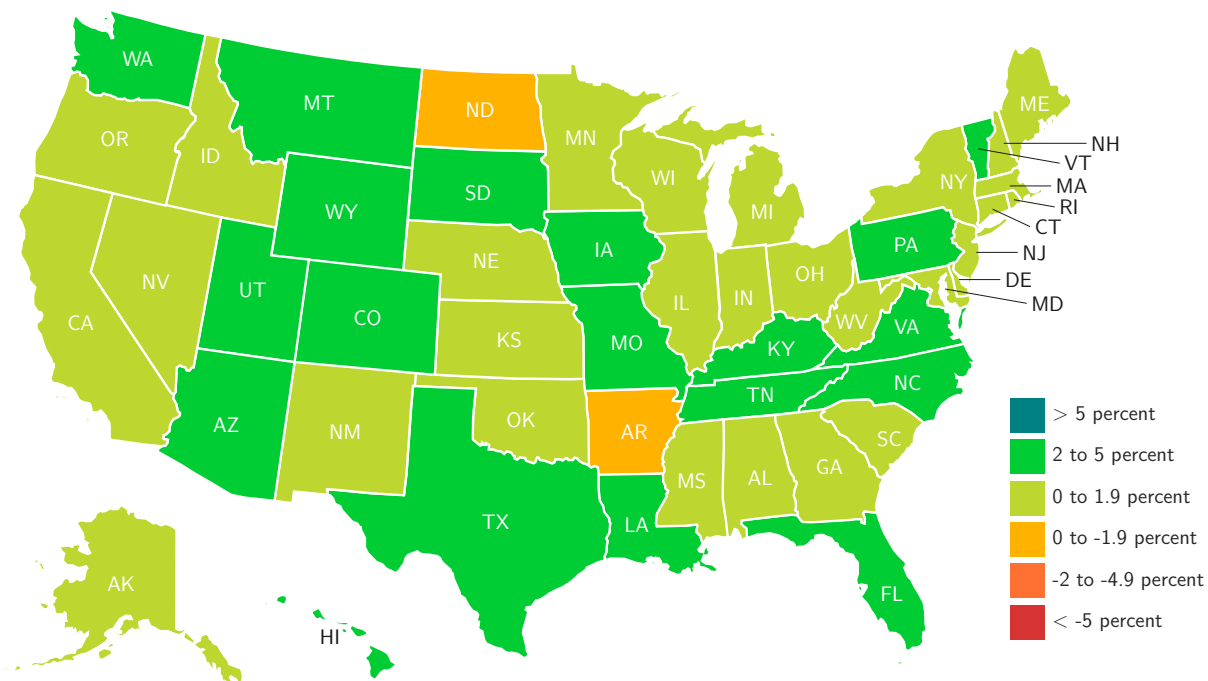 WA
MT
ND
MN
ME
OR
ID
NH
VT
WI
NY
MA
SD
RI
WY
MI
CT
PA
IA
NJ
NE
OH
NV
DE
UT
IN
IL
MD
CO
CA
WV
VA
KS
MO
KY
NC
TN
> 5 percent
OK
AZ
NM
AR
SC
2 to 5 percent
GA
MS
AL
0 to 1.9 percent
TX
LA
0 to -1.9 percent
AK
-2 to -4.9 percent
FL
HI
< -5 percent